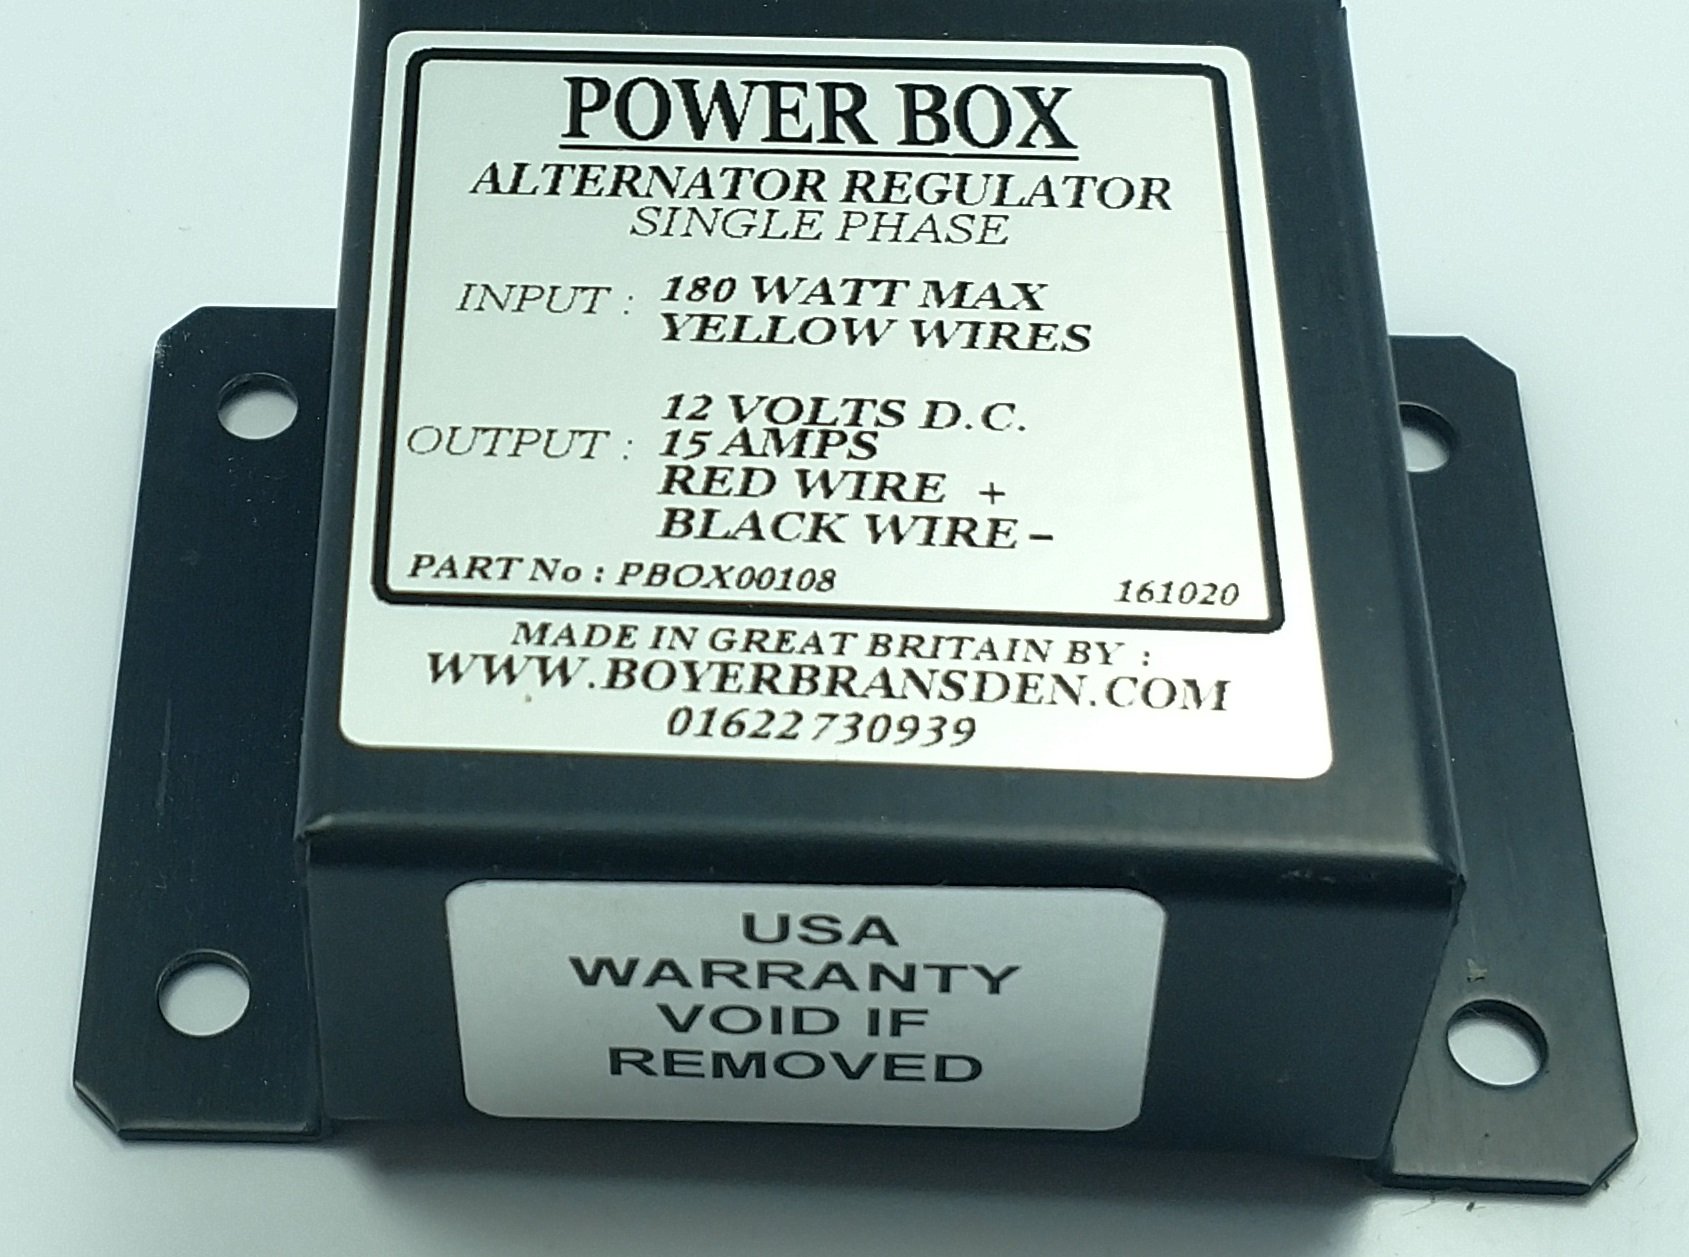 POWER BOX
ALTERNATOR REGULATOR
SINGLE PHASE
INPUT : 180 WATT MAX
YELLOW WIRES
12 VOLTS D.C.
OUTPUT : 15 AMPS
RED WIRE +
BLACK WIRE -
PART No : PBOX00108 161020
MADE IN GREAT BRITAIN BY :
WWW.BOYERBRANSDEN.COM
01622 730939
USA
WARRANTY
VOID IF
REMOVED